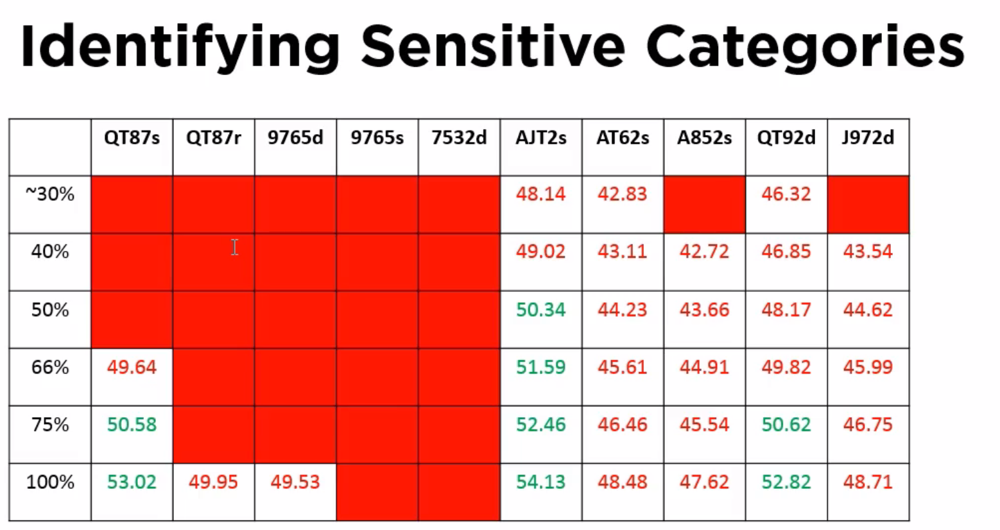 Identifying Sensitive Categories
QT87s QT87r 9765d 9765s 7532d AJT2s AT62s A852s QT92d J972d
~30% 48.14 42.83 46.32
40% 49.02 43.11 42.72 46.85 43.54
50% 50.34 44.23 43.66 48.17 44.62
66% 49.64 51.59 45.61 44.91 49.82 45.99
75% 50.58 52.46 46.46 45.54 50.62 46.75
100% 53.02 49.95 49.53 54.13 48.48 47.62 52.82 48.71